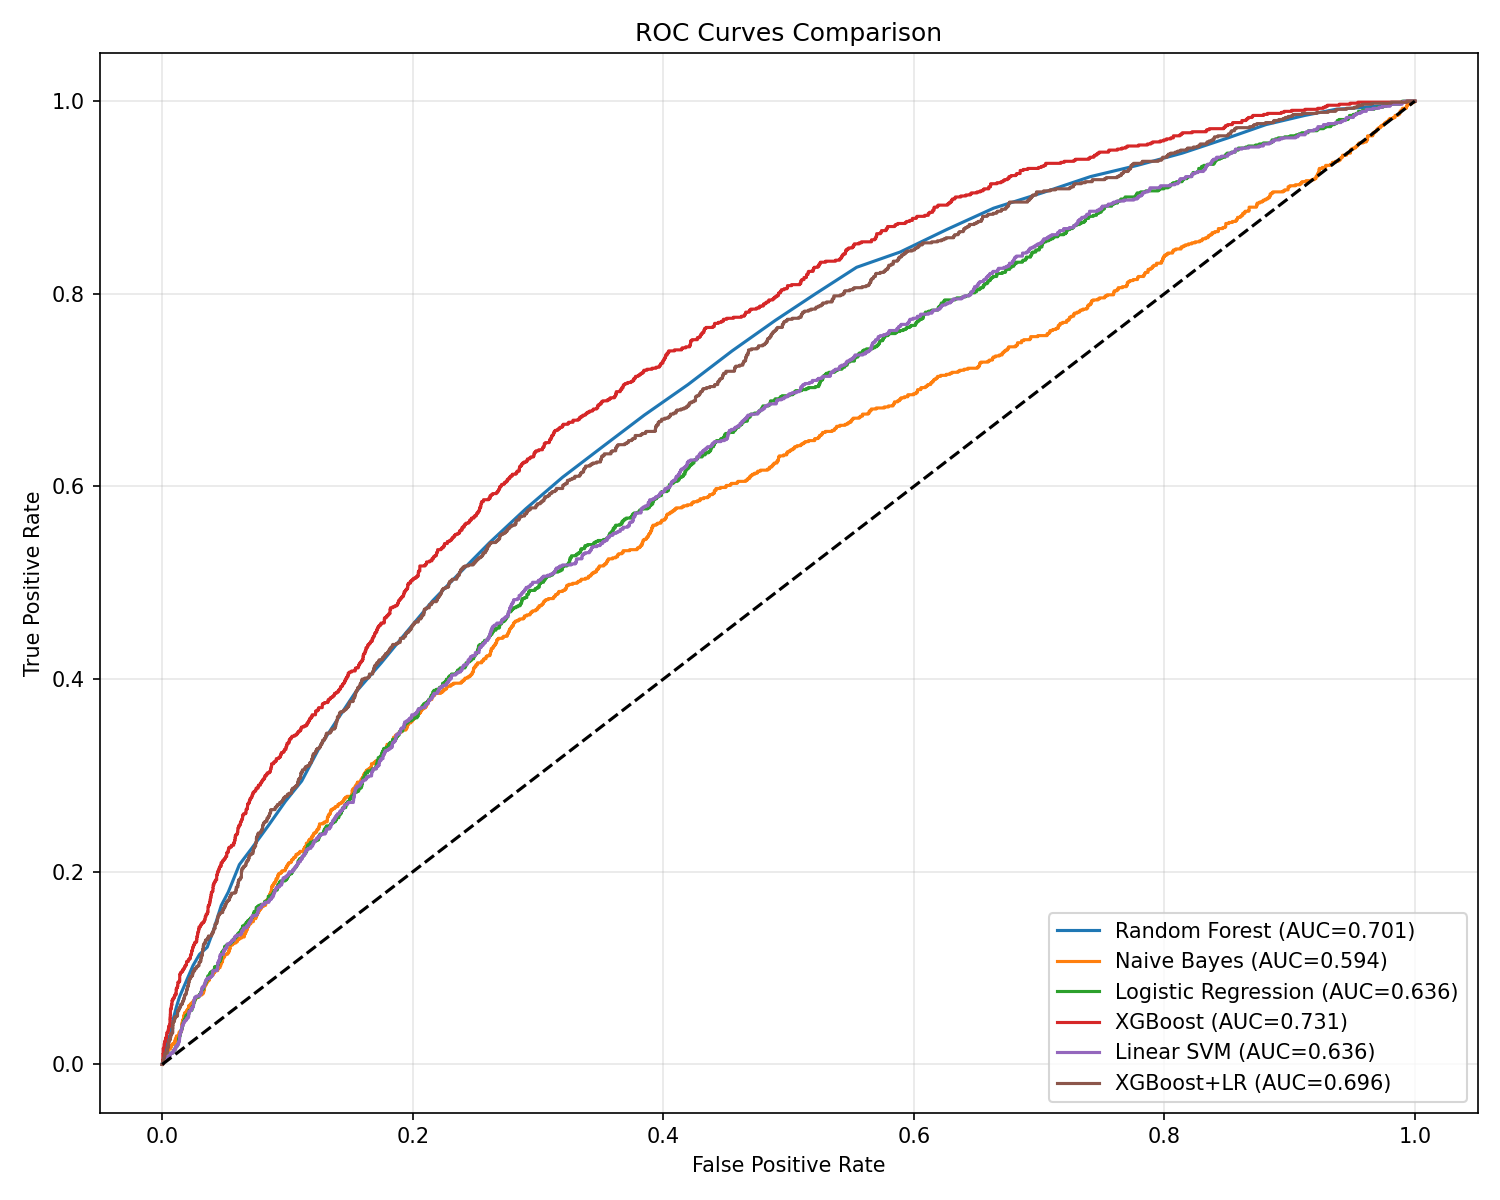 ROC Curves Comparison
True Positive Rate
1.0
0.8
0.6
0.4
0.2
0.0
Random Forest (AUC=0.701)
Naive Bayes (AUC=0.594)
Logistic Regression (AUC=0.636)
XGBoost (AUC=0.731)
Linear SVM (AUC=0.636)
XGBoost+LR (AUC=0.696)
0.0 0.2 0.4 0.6 0.8 1.0
False Positive Rate